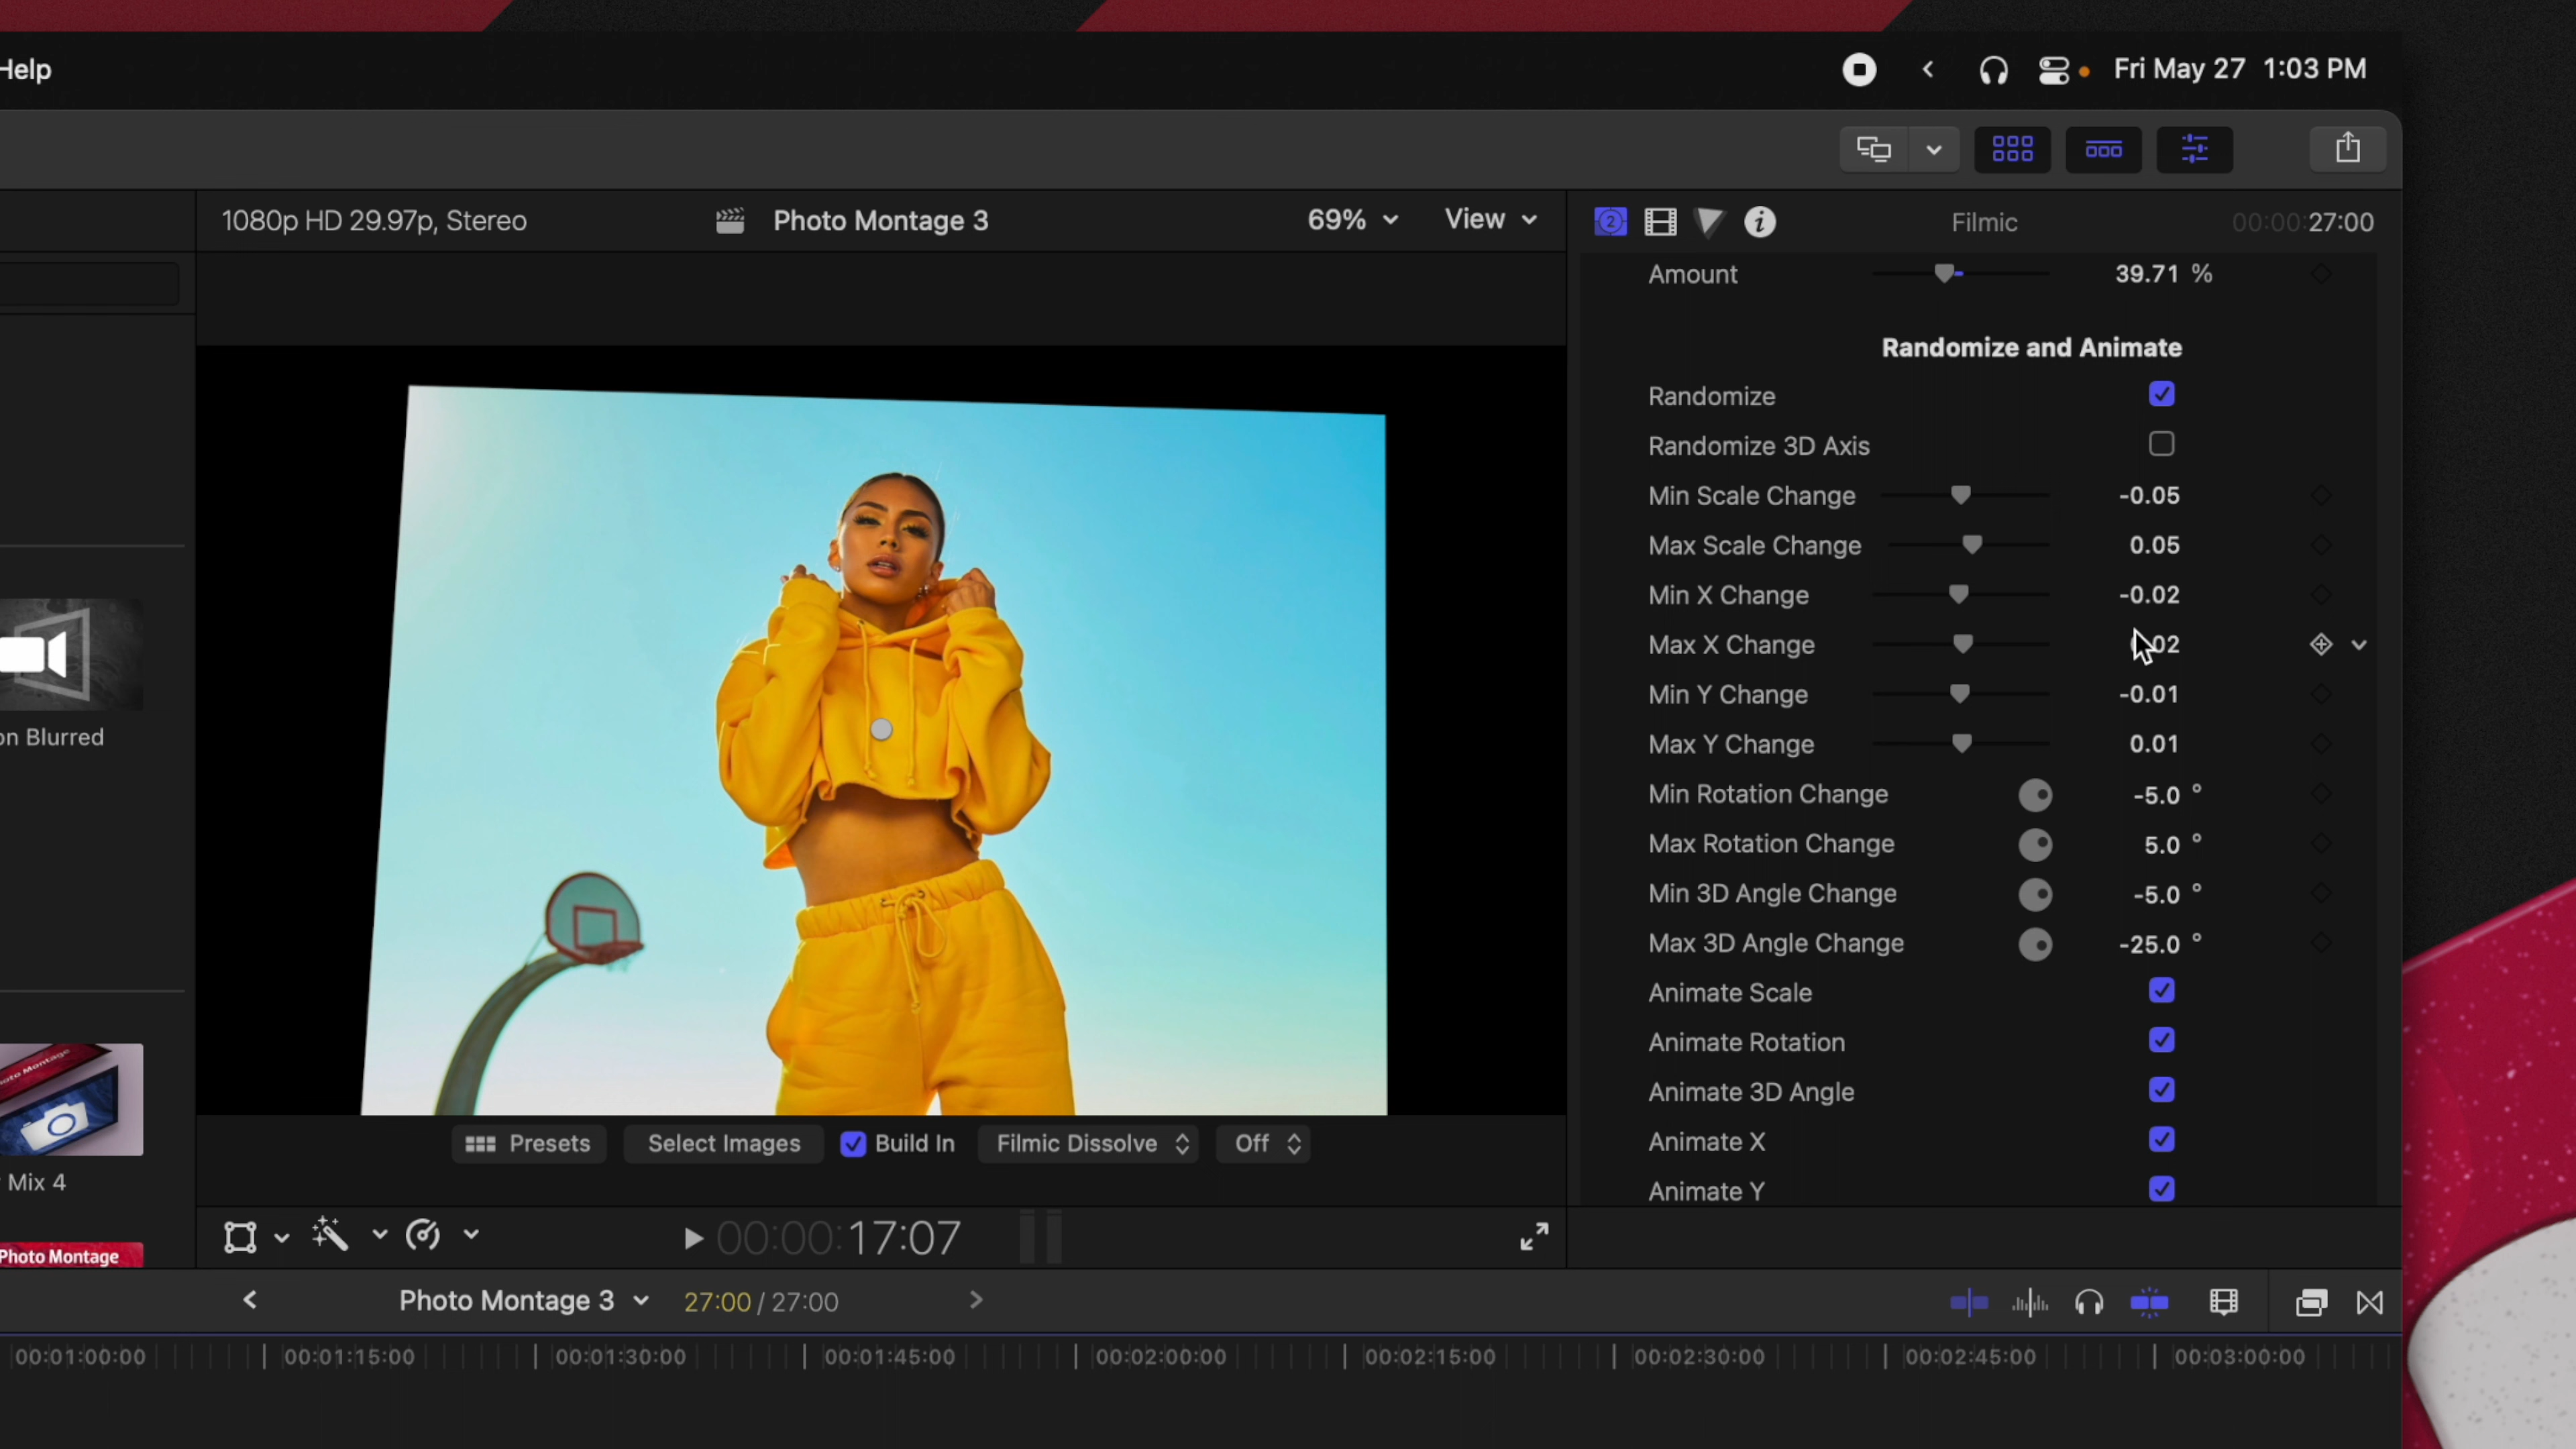 Help
Fri May 27 1:03 PM
1080p HD 29.97p, Stereo
Photo Montage 3
69%
View
2
Filmic
00:00:27:00
Amount
39.71 %
Randomize and Animate
Randomize
Randomize 3D Axis
Min Scale Change
-0.05
Max Scale Change
0.05
Min X Change
-0.02
Max X Change
02
Min Y Change
-0.01
Max Y Change
0.01
Min Rotation Change
-5.0 °
Max Rotation Change
5.0 °
Min 3D Angle Change
-5.0 °
Max 3D Angle Change
-25.0 °
Animate Scale
Animate Rotation
Animate 3D Angle
Animate X
Animate Y
on Blurred
Photo Montage
Mix 4
Photo Montage
Presets
Select Images
Build In
Filmic Dissolve
Off
00:00:17:07
Photo Montage 3
27:00 / 27:00
00:01:00:00
00:01:15:00
00:01:30:00
00:01:45:00
00:02:00:00
00:02:15:00
00:02:30:00
00:02:45:00
00:03:00:00